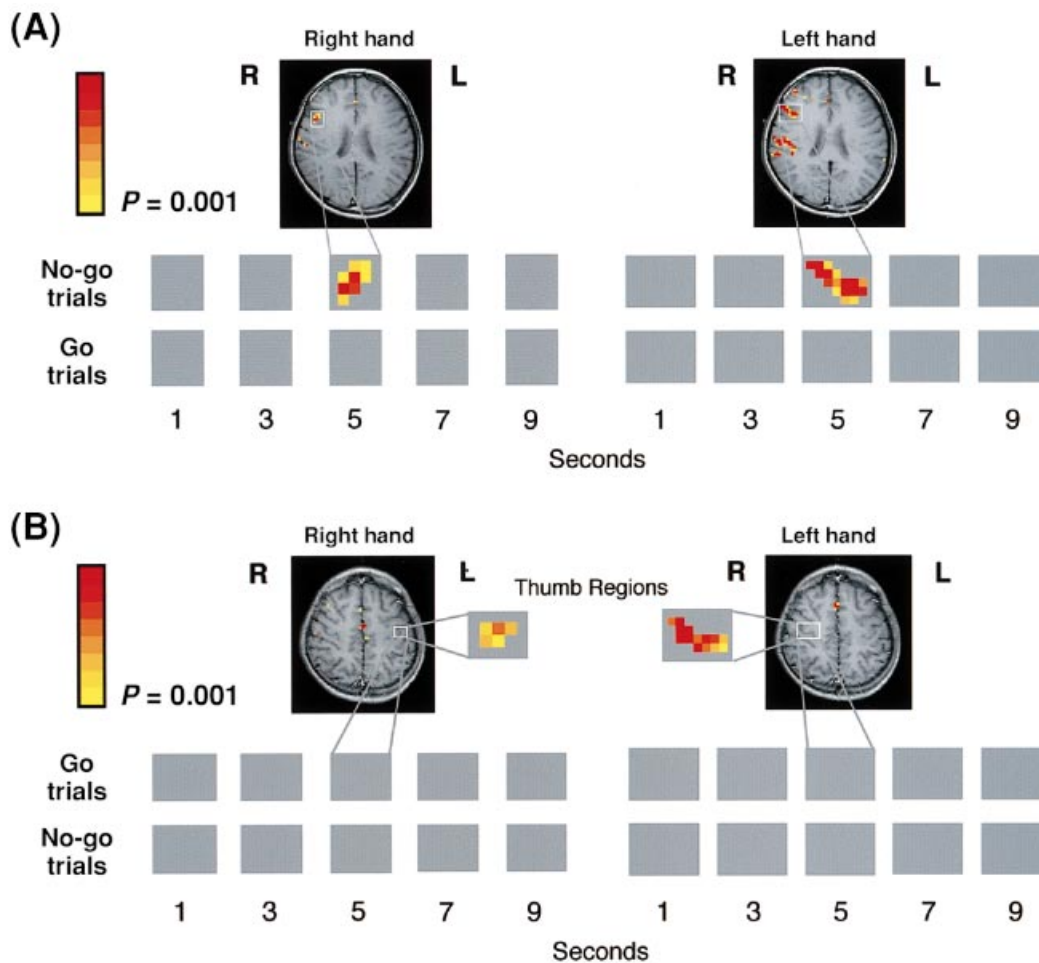 (A)
Right hand
Left hand
R L
R L
P = 0.001
No-go
trials
Go
trials
1 3 5 7 9
1 3 5 7 9
Seconds
(B)
Right hand
Left hand
R L
Thumb Regions
R L
P = 0.001
Go
trials
No-go
trials
1 3 5 7 9
1 3 5 7 9
Seconds